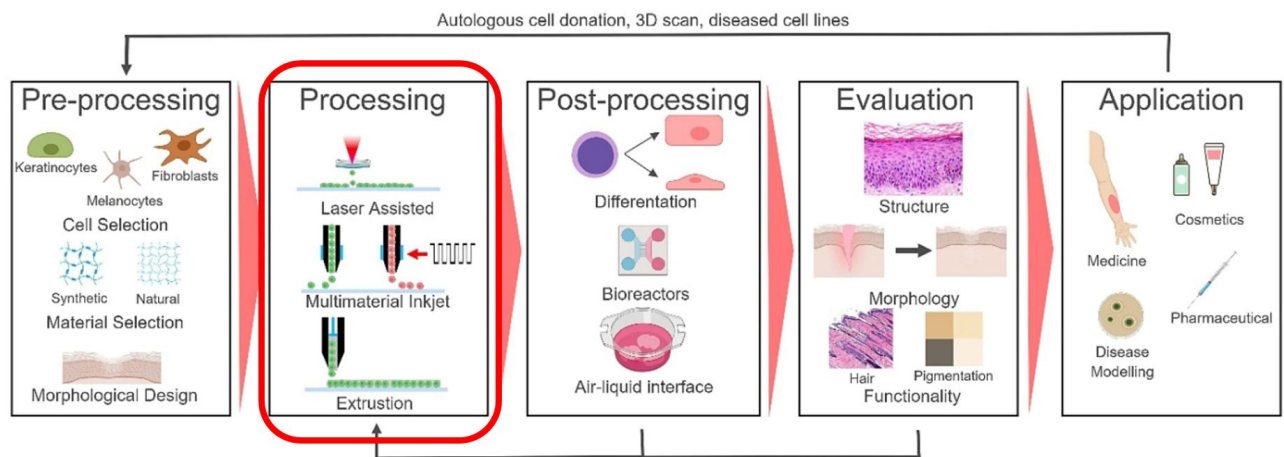 Autologous cell donation, 3D scan, diseased cell lines
Pre-processing
Keratinocytes
Fibroblasts
Melanocytes
Cell Selection
Synthetic
Natural
Material Selection
Morphological Design
Processing
Laser Assisted
Multimaterial Inkjet
Extrustion
Post-processing
Differentation
Bioreactors
Air-liquid interface
Evaluation
Structure
Morphology
Hair
Pigmentation
Functionality
Application
Medicine
Cosmetics
Pharmaceutical
Disease
Modelling